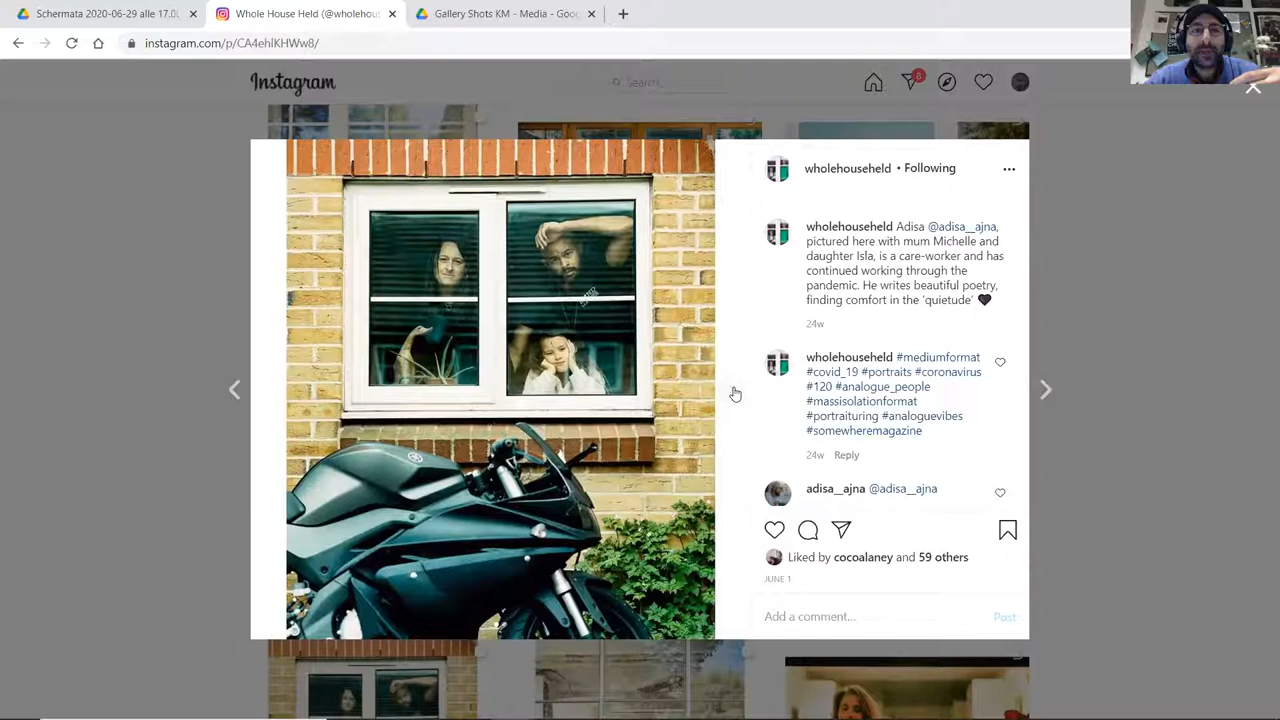 Schermata 2020-06-29 alle 17.0
Whole House Held (@wholehous
Gallery Shots KM - Media - Goo
instagram.com/p/CA4ehlKHWw8/
Instagram
Search
8
wholehouseheld • Following
wholehouseheld Adisa @adisa__ajna,
pictured here with mum Michelle and
daughter Isla, is a care-worker and has
continued working through the
pandemic. He writes beautiful poetry,
finding comfort in the ‘quietude’ 🖤
24w
wholehouseheld #mediumformat
#covid_19 #portraits #coronavirus
#120 #analogue_people
#massisolationformat
#portraituring #analoguevibes
#somewheremagazine
24w Reply
adisa__ajna @adisa__ajna
Liked by cocoalaney and 59 others
JUNE 1
Add a comment...
Post